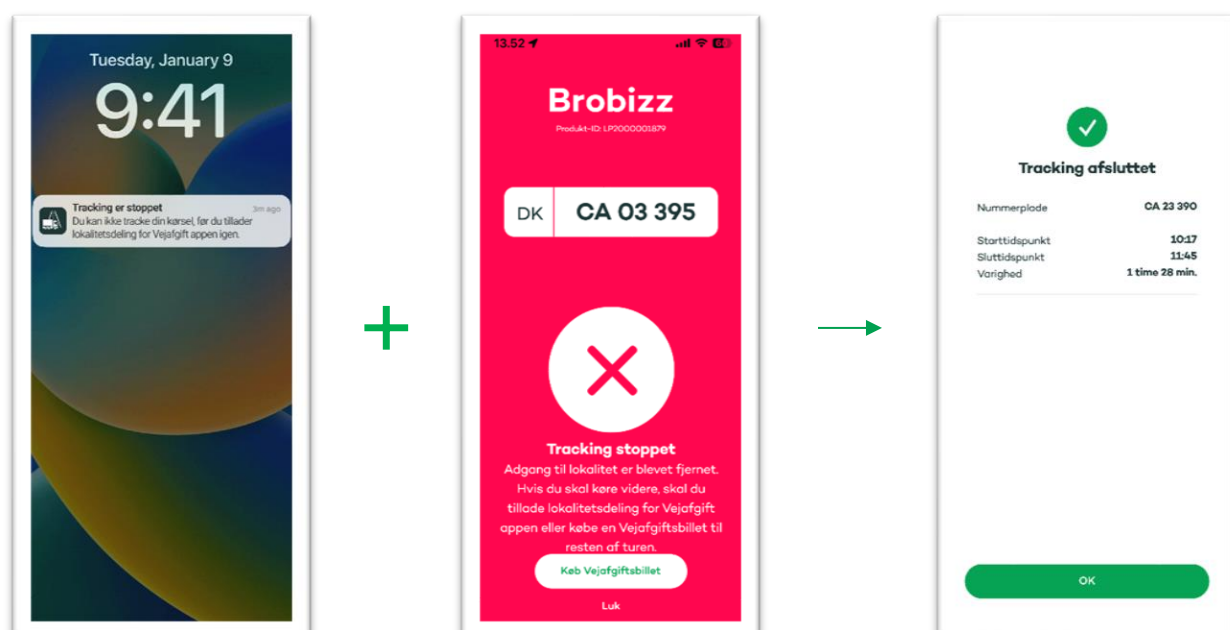 Tuesday, January 9
9:41
Tracking er stoppet
3m ago
Du kan ikke tracke din kørsel, før du tillader
lokalitetsdeling for Vejafgift appen igen.
+
13.52
Brobizz
Produkt-ID: LP2000001879
DK
CA 03 395
Tracking stoppet
Adgang til lokalitet er blevet fjernet.
Hvis du skal køre videre, skal du
tillade lokalitetsdeling for Vejafgift
appen eller købe en Vejafgiftsbillet til
resten af turen.
Køb Vejafgiftsbillet
Luk
Tracking afsluttet
Nummerplade CA 23 390
Starttidspunkt 10:17
Sluttidspunkt 11:45
Varighed 1 time 28 min.
OK